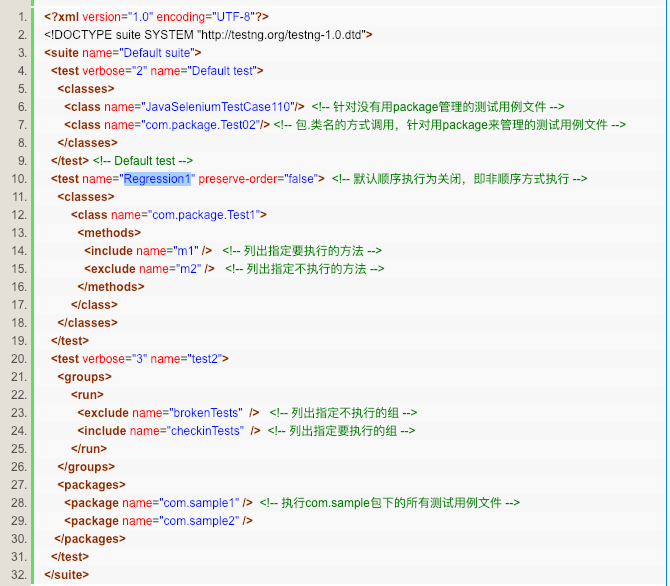 1. <?xml version="1.0" encoding="UTF-8"?>
2. <!DOCTYPE suite SYSTEM "http://testng.org/testng-1.0.dtd">
3. <suite name="Default suite">
4. <test verbose="2" name="Default test">
5. <classes>
6. <class name="JavaSeleniumTestCase110"/> <!-- 针对没有用package管理的测试用例文件 -->
7. <class name="com.package.Test02"/> <!-- 包.类名的方式调用，针对用package来管理的测试用例文件 -->
8. </classes>
9. </test> <!-- Default test -->
10. <test name="Regression1" preserve-order="false"> <!-- 默认顺序执行为关闭，即非顺序方式执行 -->
11. <classes>
12. <class name="com.package.Test1">
13. <methods>
14. <include name="m1" /> <!-- 列出指定要执行的方法 -->
15. <exclude name="m2" /> <!-- 列出指定不执行的方法 -->
16. </methods>
17. </class>
18. </classes>
19. </test>
20. <test verbose="3" name="test2">
21. <groups>
22. <run>
23. <exclude name="brokenTests" /> <!-- 列出指定不执行的组 -->
24. <include name="checkinTests" /> <!-- 列出指定要执行的组 -->
25. </run>
26. </groups>
27. <packages>
28. <package name="com.sample1" /> <!-- 执行com.sample包下的所有测试用例文件 -->
29. <package name="com.sample2" />
30. </packages>
31. </test>
32. </suite>